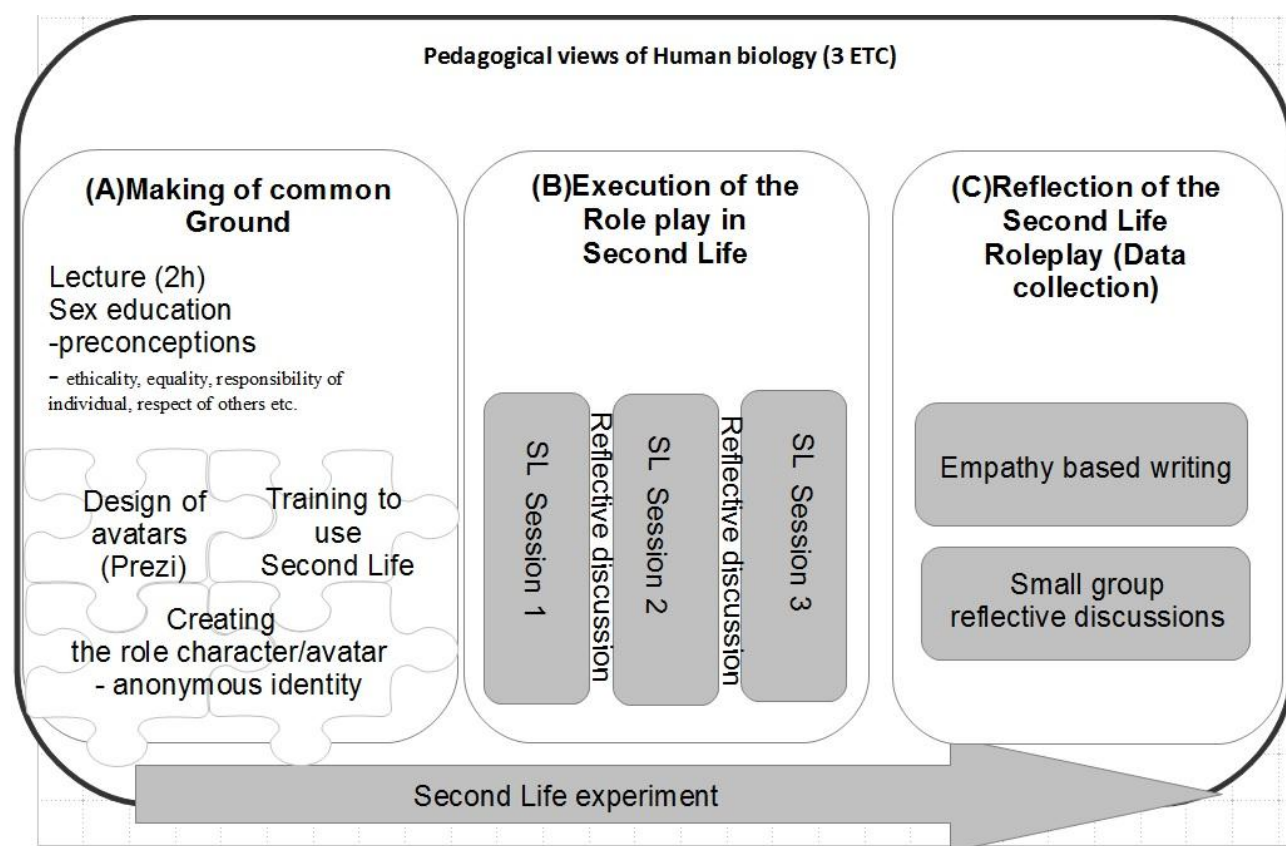 Pedagogical views of Human biology (3 ETC)
(A)Making of common
Ground
Lecture (2h)
Sex education
-preconceptions
- ethicality, equality, responsibility of
individual, respect of others etc.
Design of
avatars
(Prezi)
Training to
use
Second Life
Creating
the role character/avatar
- anonymous identity
(B)Execution of the
Role play in
Second Life
SL Session 1
Reflective discussion
SL Session 2
Reflective discussion
SL Session 3
(C)Reflection of the
Second Life
Roleplay (Data
collection)
Empathy based writing
Small group
reflective discussions
Second Life experiment